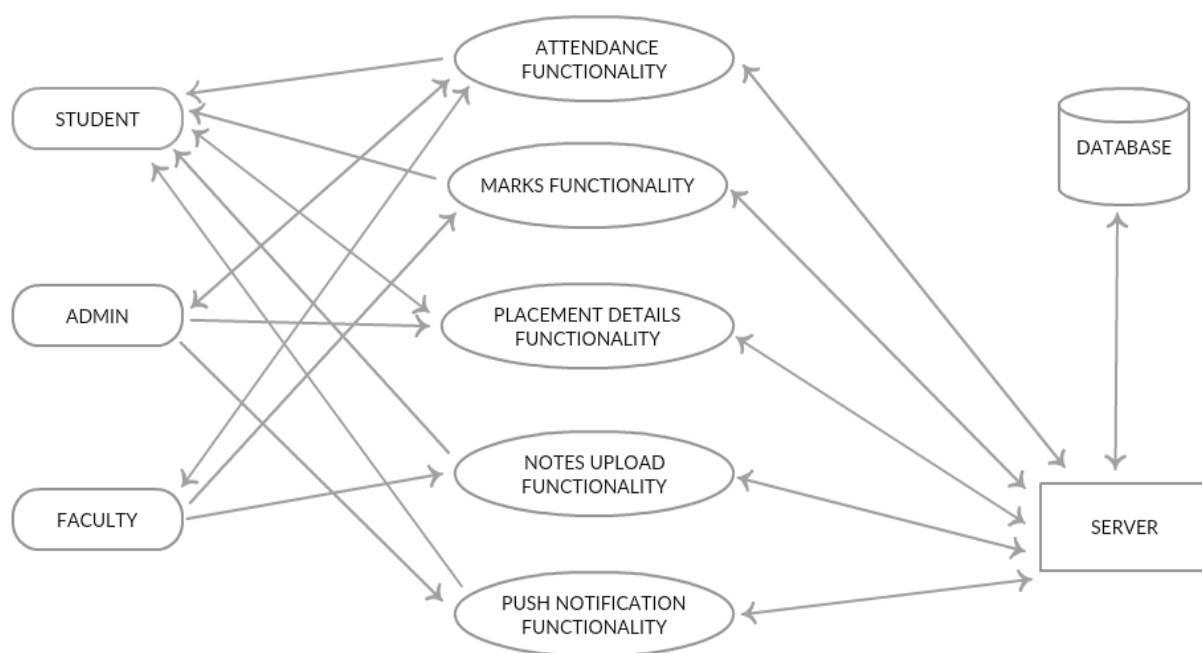 ATTENDANCE
FUNCTIONALITY
STUDENT
DATABASE
MARKS FUNCTIONALITY
ADMIN
PLACEMENT DETAILS
FUNCTIONALITY
NOTES UPLOAD
FUNCTIONALITY
FACULTY
SERVER
PUSH NOTIFICATION
FUNCTIONALITY